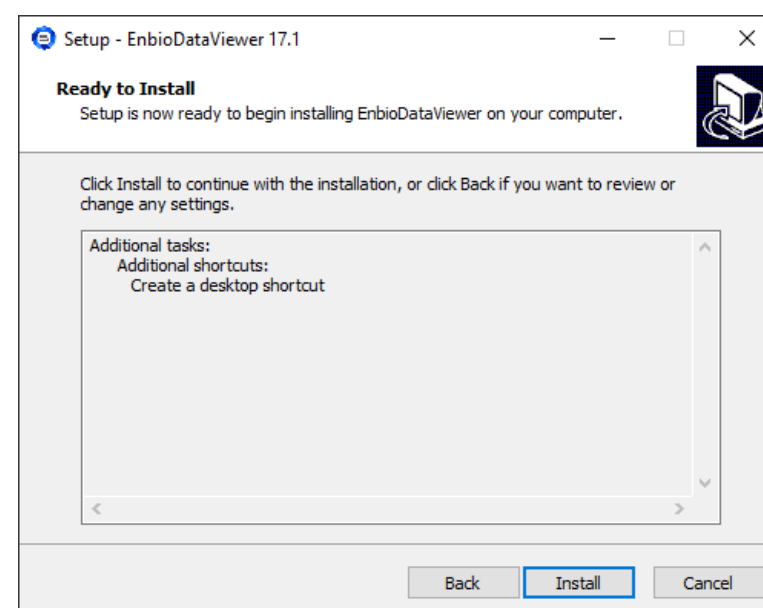 Setup - EnbioDataViewer 17.1
Ready to Install
Setup is now ready to begin installing EnbioDataViewer on your computer.
Click Install to continue with the installation, or click Back if you want to review or
change any settings.
Additional tasks:
Additional shortcuts:
Create a desktop shortcut
Back Install Cancel